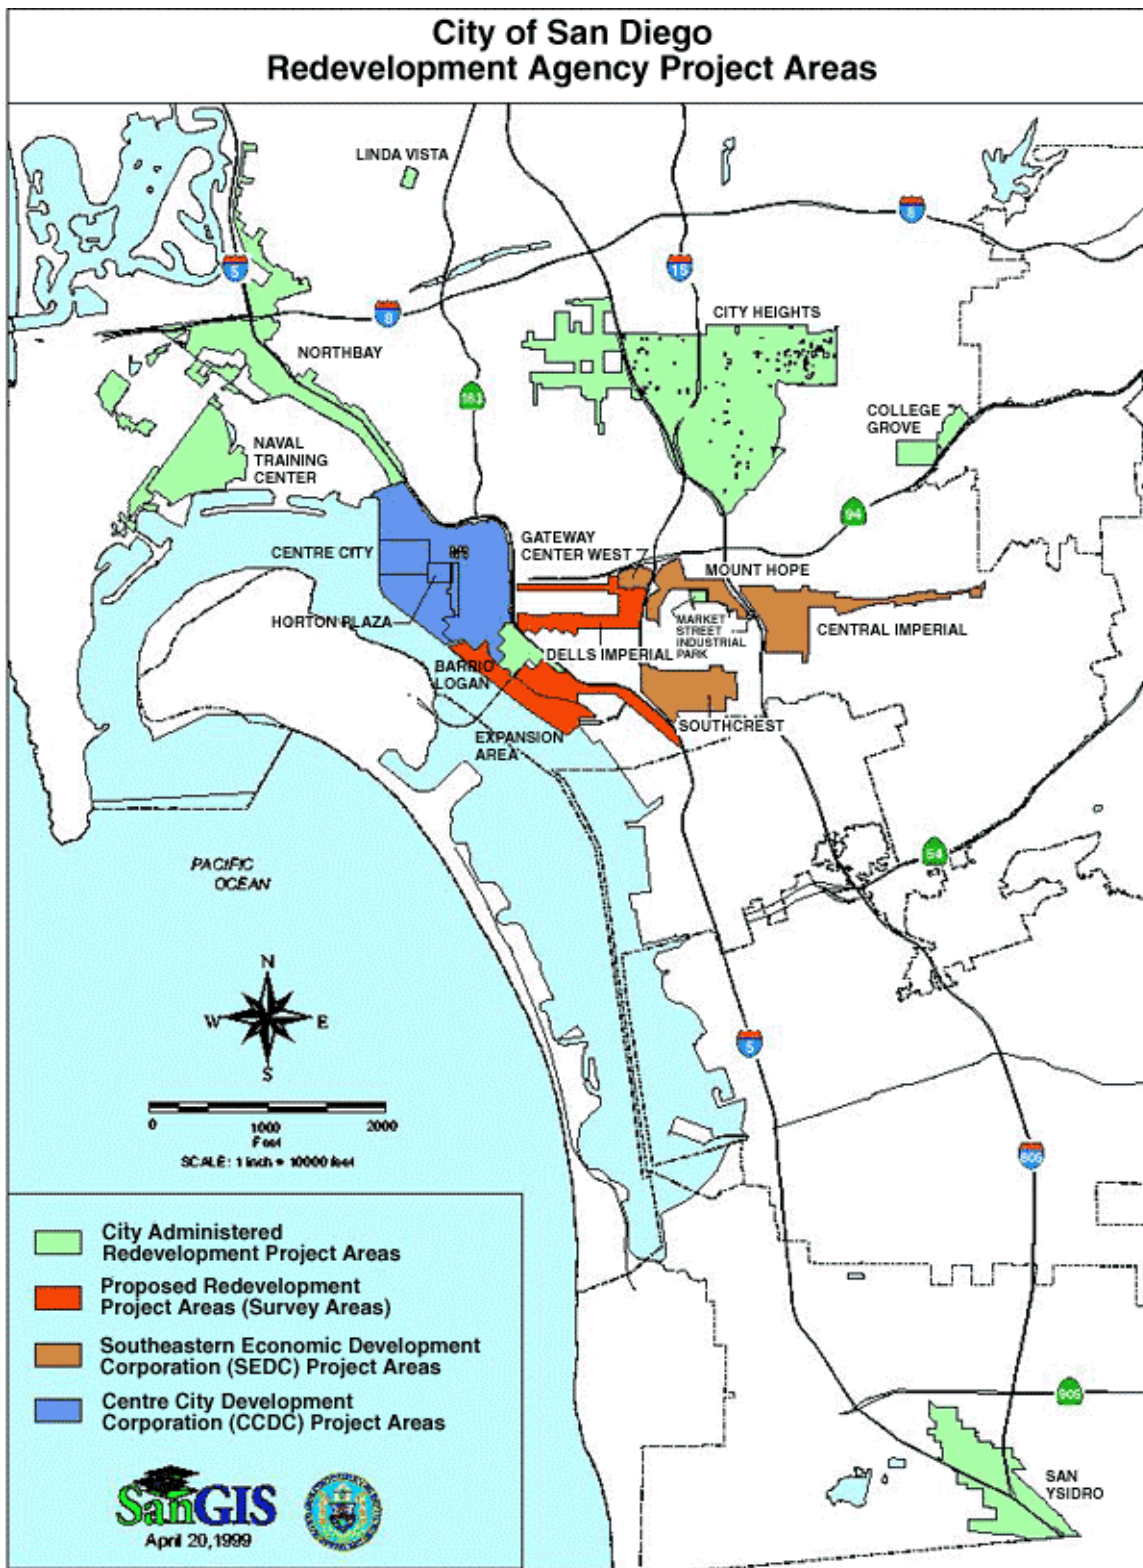 City of San Diego
Redevelopment Agency Project Areas
LINDA VISTA
8
5
15
8
CITY HEIGHTS
NORTHBAY
163
COLLEGE
GROVE
NAVAL
TRAINING
CENTER
94
CENTRE CITY
GATEWAY
CENTER WEST
MOUNT HOPE
HORTON PLAZA
MARKET
STREET
INDUSTRIAL
PARK
CENTRAL IMPERIAL
DELLS IMPERIAL
BARRIO
LOGAN
SOUTHCREST
EXPANSION
AREA
54
PACIFIC
OCEAN
N
W
E
S
5
0
1000
2000
Feet
SCALE: 1 inch = 10000 feet
805
City Administered
Redevelopment Project Areas
Proposed Redevelopment
Project Areas (Survey Areas)
Southeastern Economic Development
Corporation (SEDC) Project Areas
Centre City Development
Corporation (CCDC) Project Areas
905
SAN
YSIDRO
SanGIS
April 20,1999